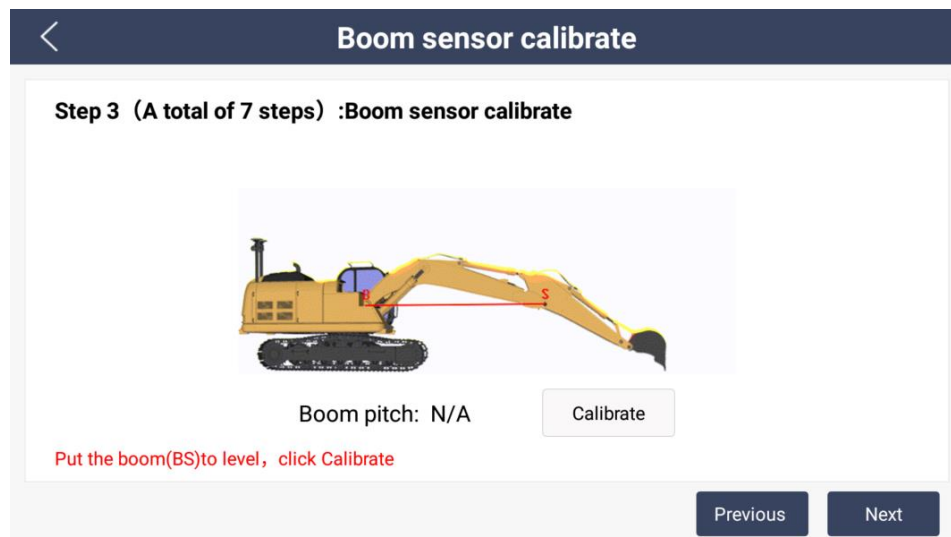 Boom sensor calibrate
Step 3（A total of 7 steps）:Boom sensor calibrate
B
S
Boom pitch: N/A
Calibrate
Put the boom(BS)to level，click Calibrate
Previous
Next